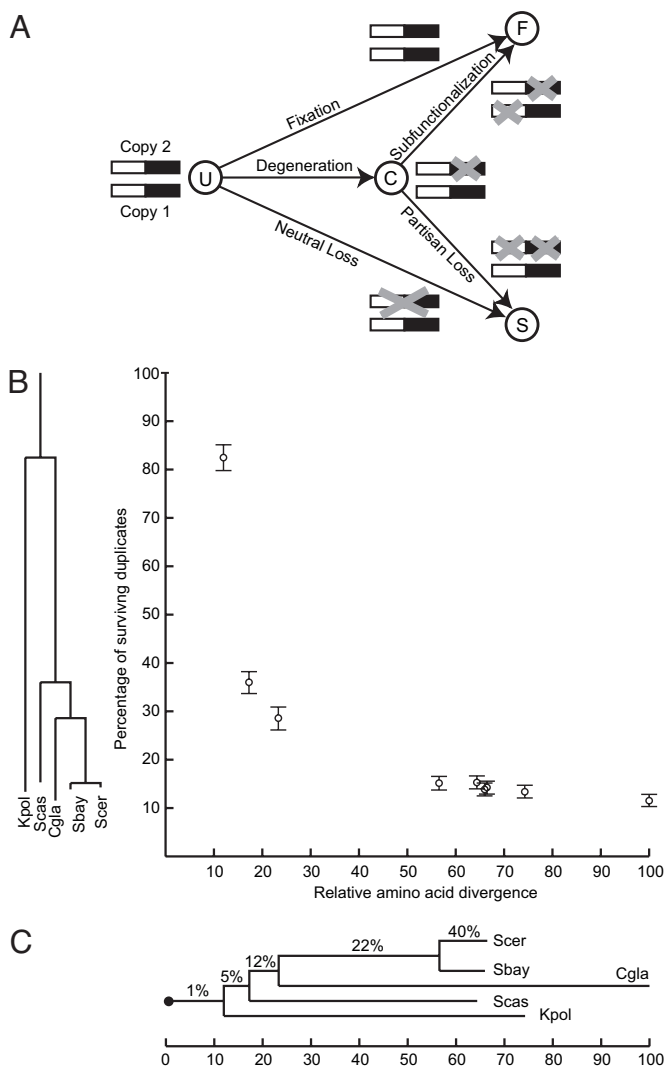 A
F
Fixation
Subfunctionalization
Copy 2
Copy 1
U
Degeneration
C
Neutral Loss
Partisan Loss
S
B
Percentage of survivng duplicates
100
90
80
70
60
50
40
30
20
10
10 20 30 40 50 60 70 80 90 100
Relative amino acid divergence
Kpol
Scas
Cgla
Sbay
Scer
C
1%
5%
12%
22%
40%
Scer
Sbay
Cgla
Scas
Kpol
0 10 20 30 40 50 60 70 80 90 100